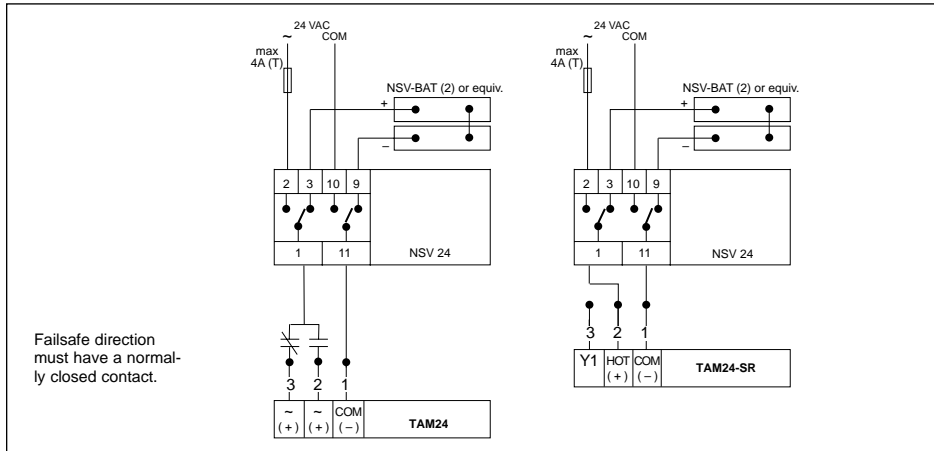 24 VAC
~ COM
max
4A (T)
NSV-BAT (2) or equiv.
+
–
2 3 10 9
1 11 NSV 24
Failsafe direction
must have a normal-
ly closed contact.
3 2 1
~ ~ COM
(+) (+) (–)
TAM24
24 VAC
~ COM
max
4A (T)
NSV-BAT (2) or equiv.
+
–
2 3 10 9
1 11 NSV 24
3 2 1
Y1 HOT COM
(+) (–)
TAM24-SR